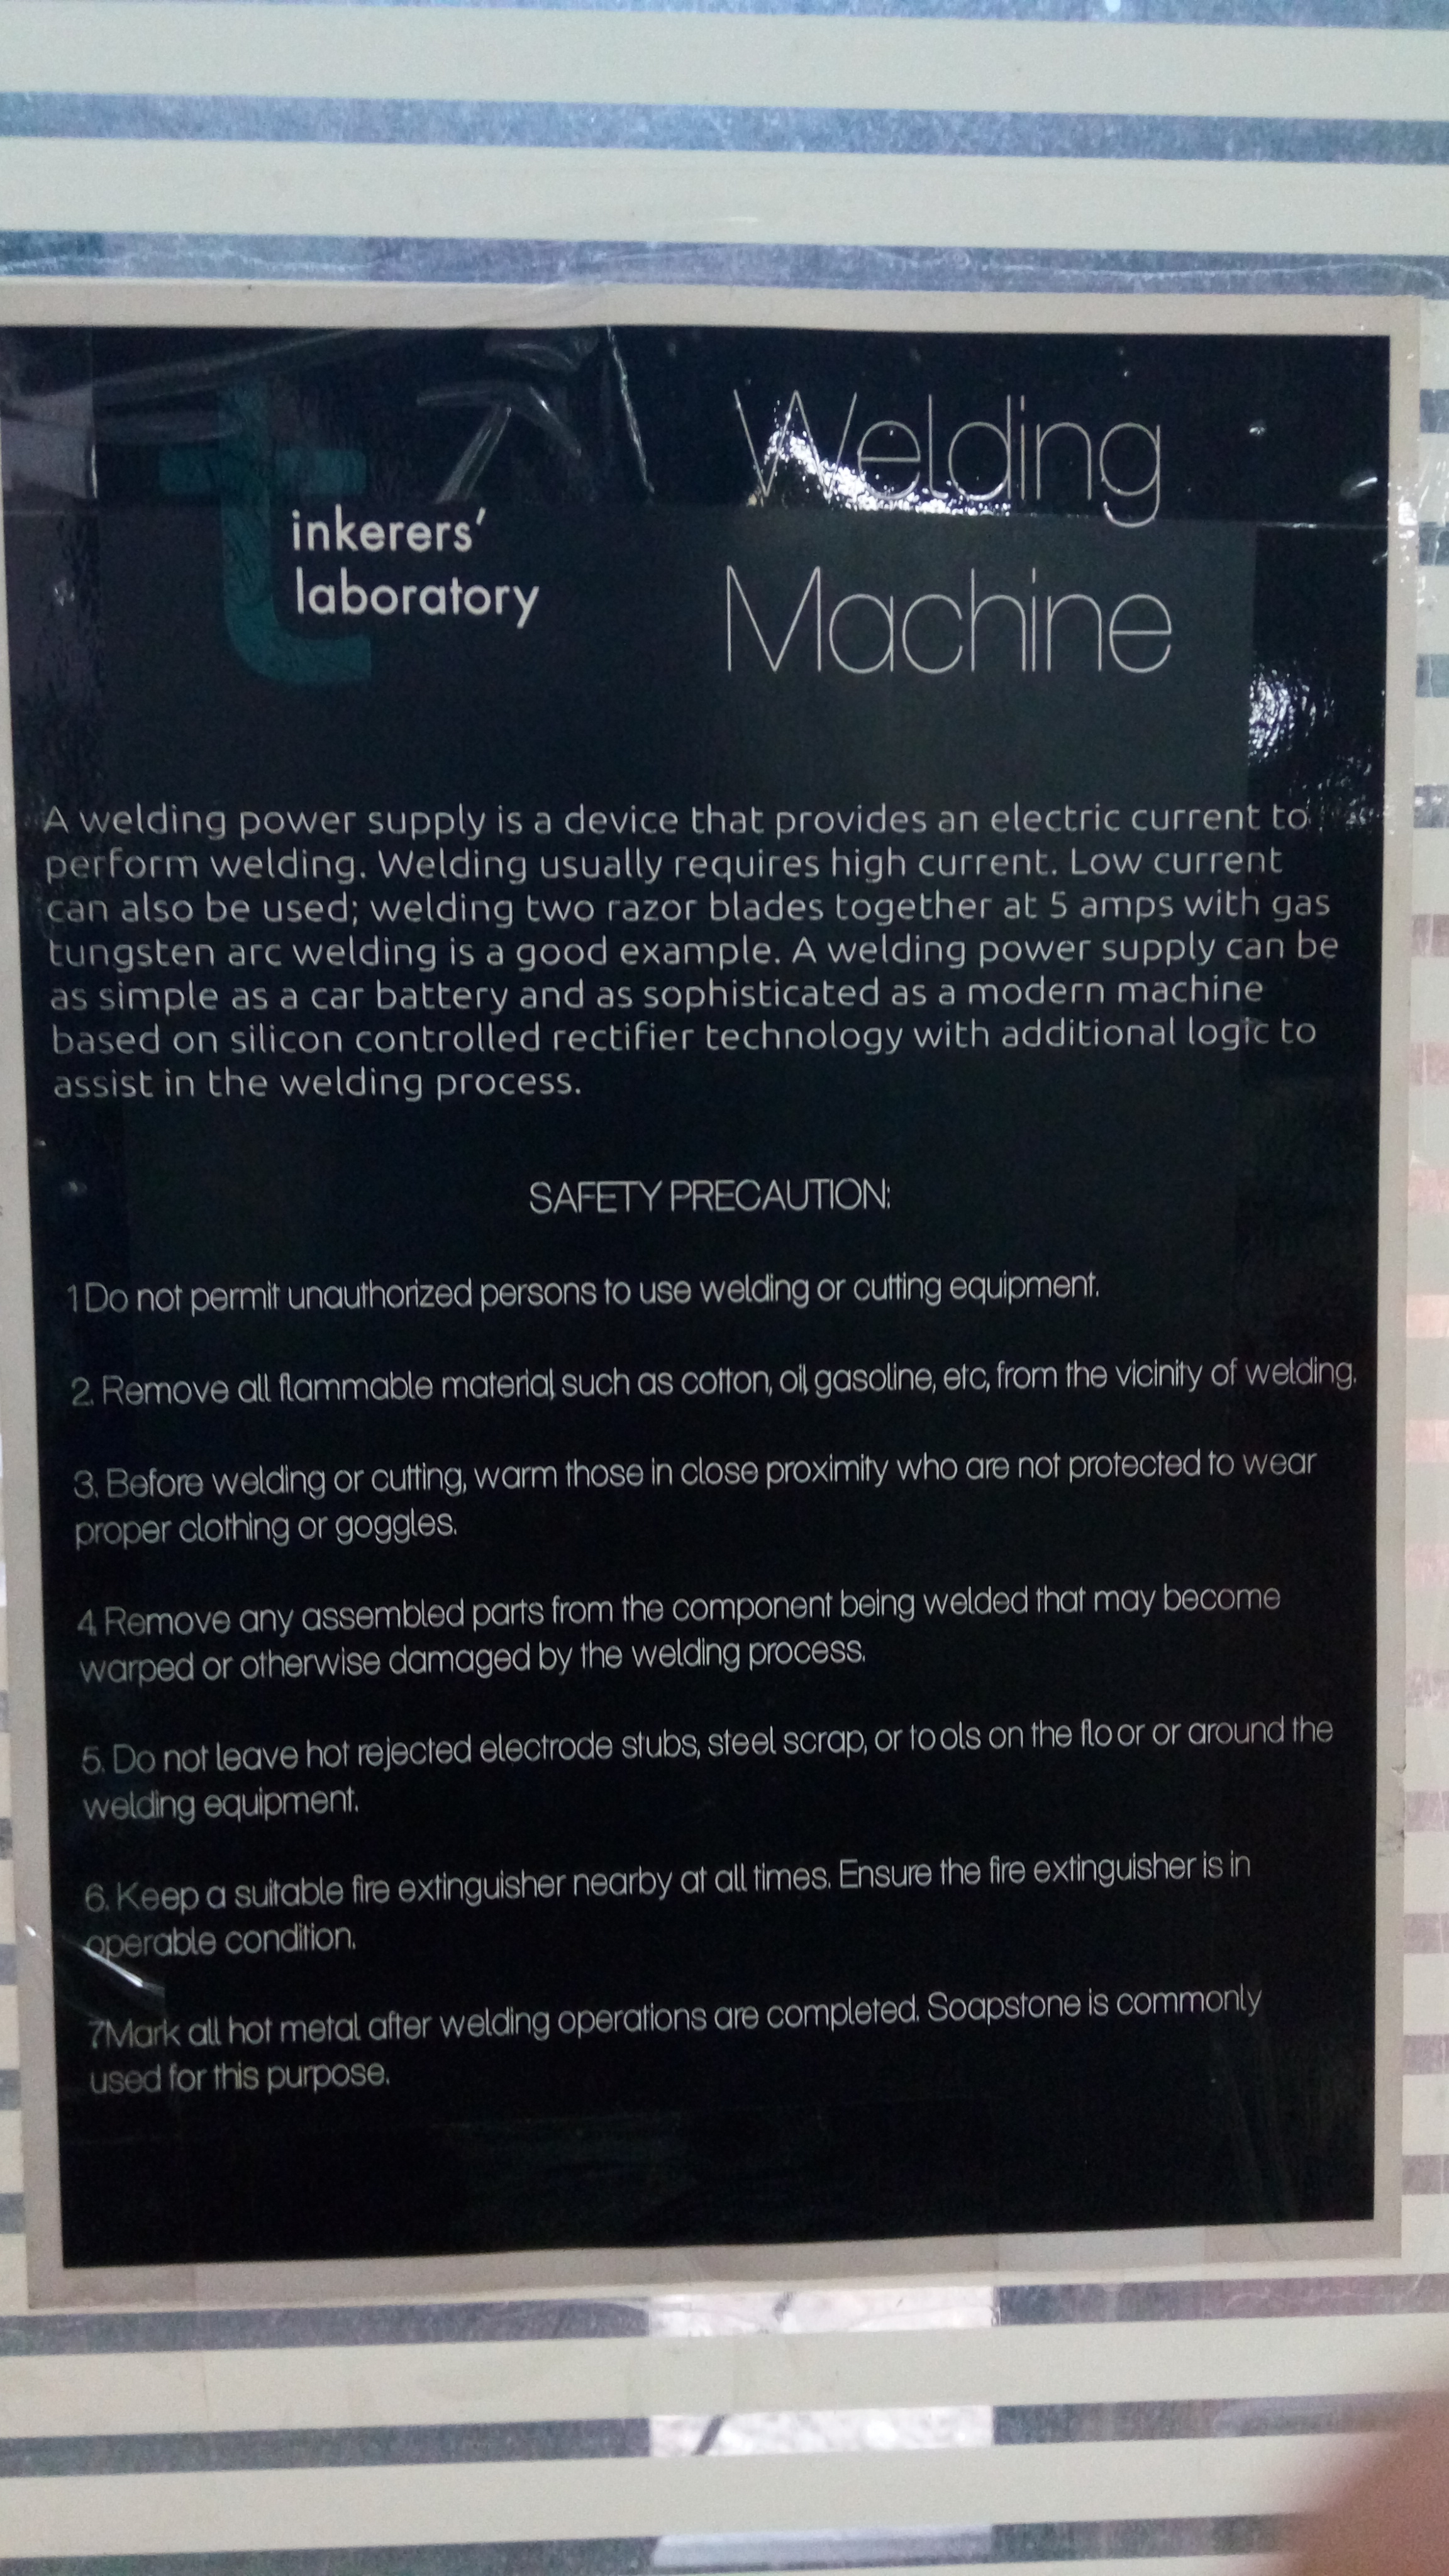 t
inkerers'
laboratory
Welding
Machine
A welding power supply is a device that provides an electric current to
perform welding. Welding usually requires high current. Low current
can also be used; welding two razor blades together at 5 amps with gas
tungsten arc welding is a good example. A welding power supply can be
as simple as a car battery and as sophisticated as a modern machine
based on silicon controlled rectifier technology with additional logic to
assist in the welding process.
SAFETY PRECAUTION:
1 Do not permit unauthorized persons to use welding or cutting equipment.
2. Remove all flammable material, such as cotton, oil, gasoline, etc, from the vicinity of welding.
3. Before welding or cutting, warm those in close proximity who are not protected to wear
proper clothing or goggles.
4. Remove any assembled parts from the component being welded that may become
warped or otherwise damaged by the welding process.
5. Do not leave hot rejected electrode stubs, steel scrap, or tools on the floor or around the
welding equipment.
6. Keep a suitable fire extinguisher nearby at all times. Ensure the fire extinguisher is in
operable condition.
7Mark all hot metal after welding operations are completed. Soapstone is commonly
used for this purpose.